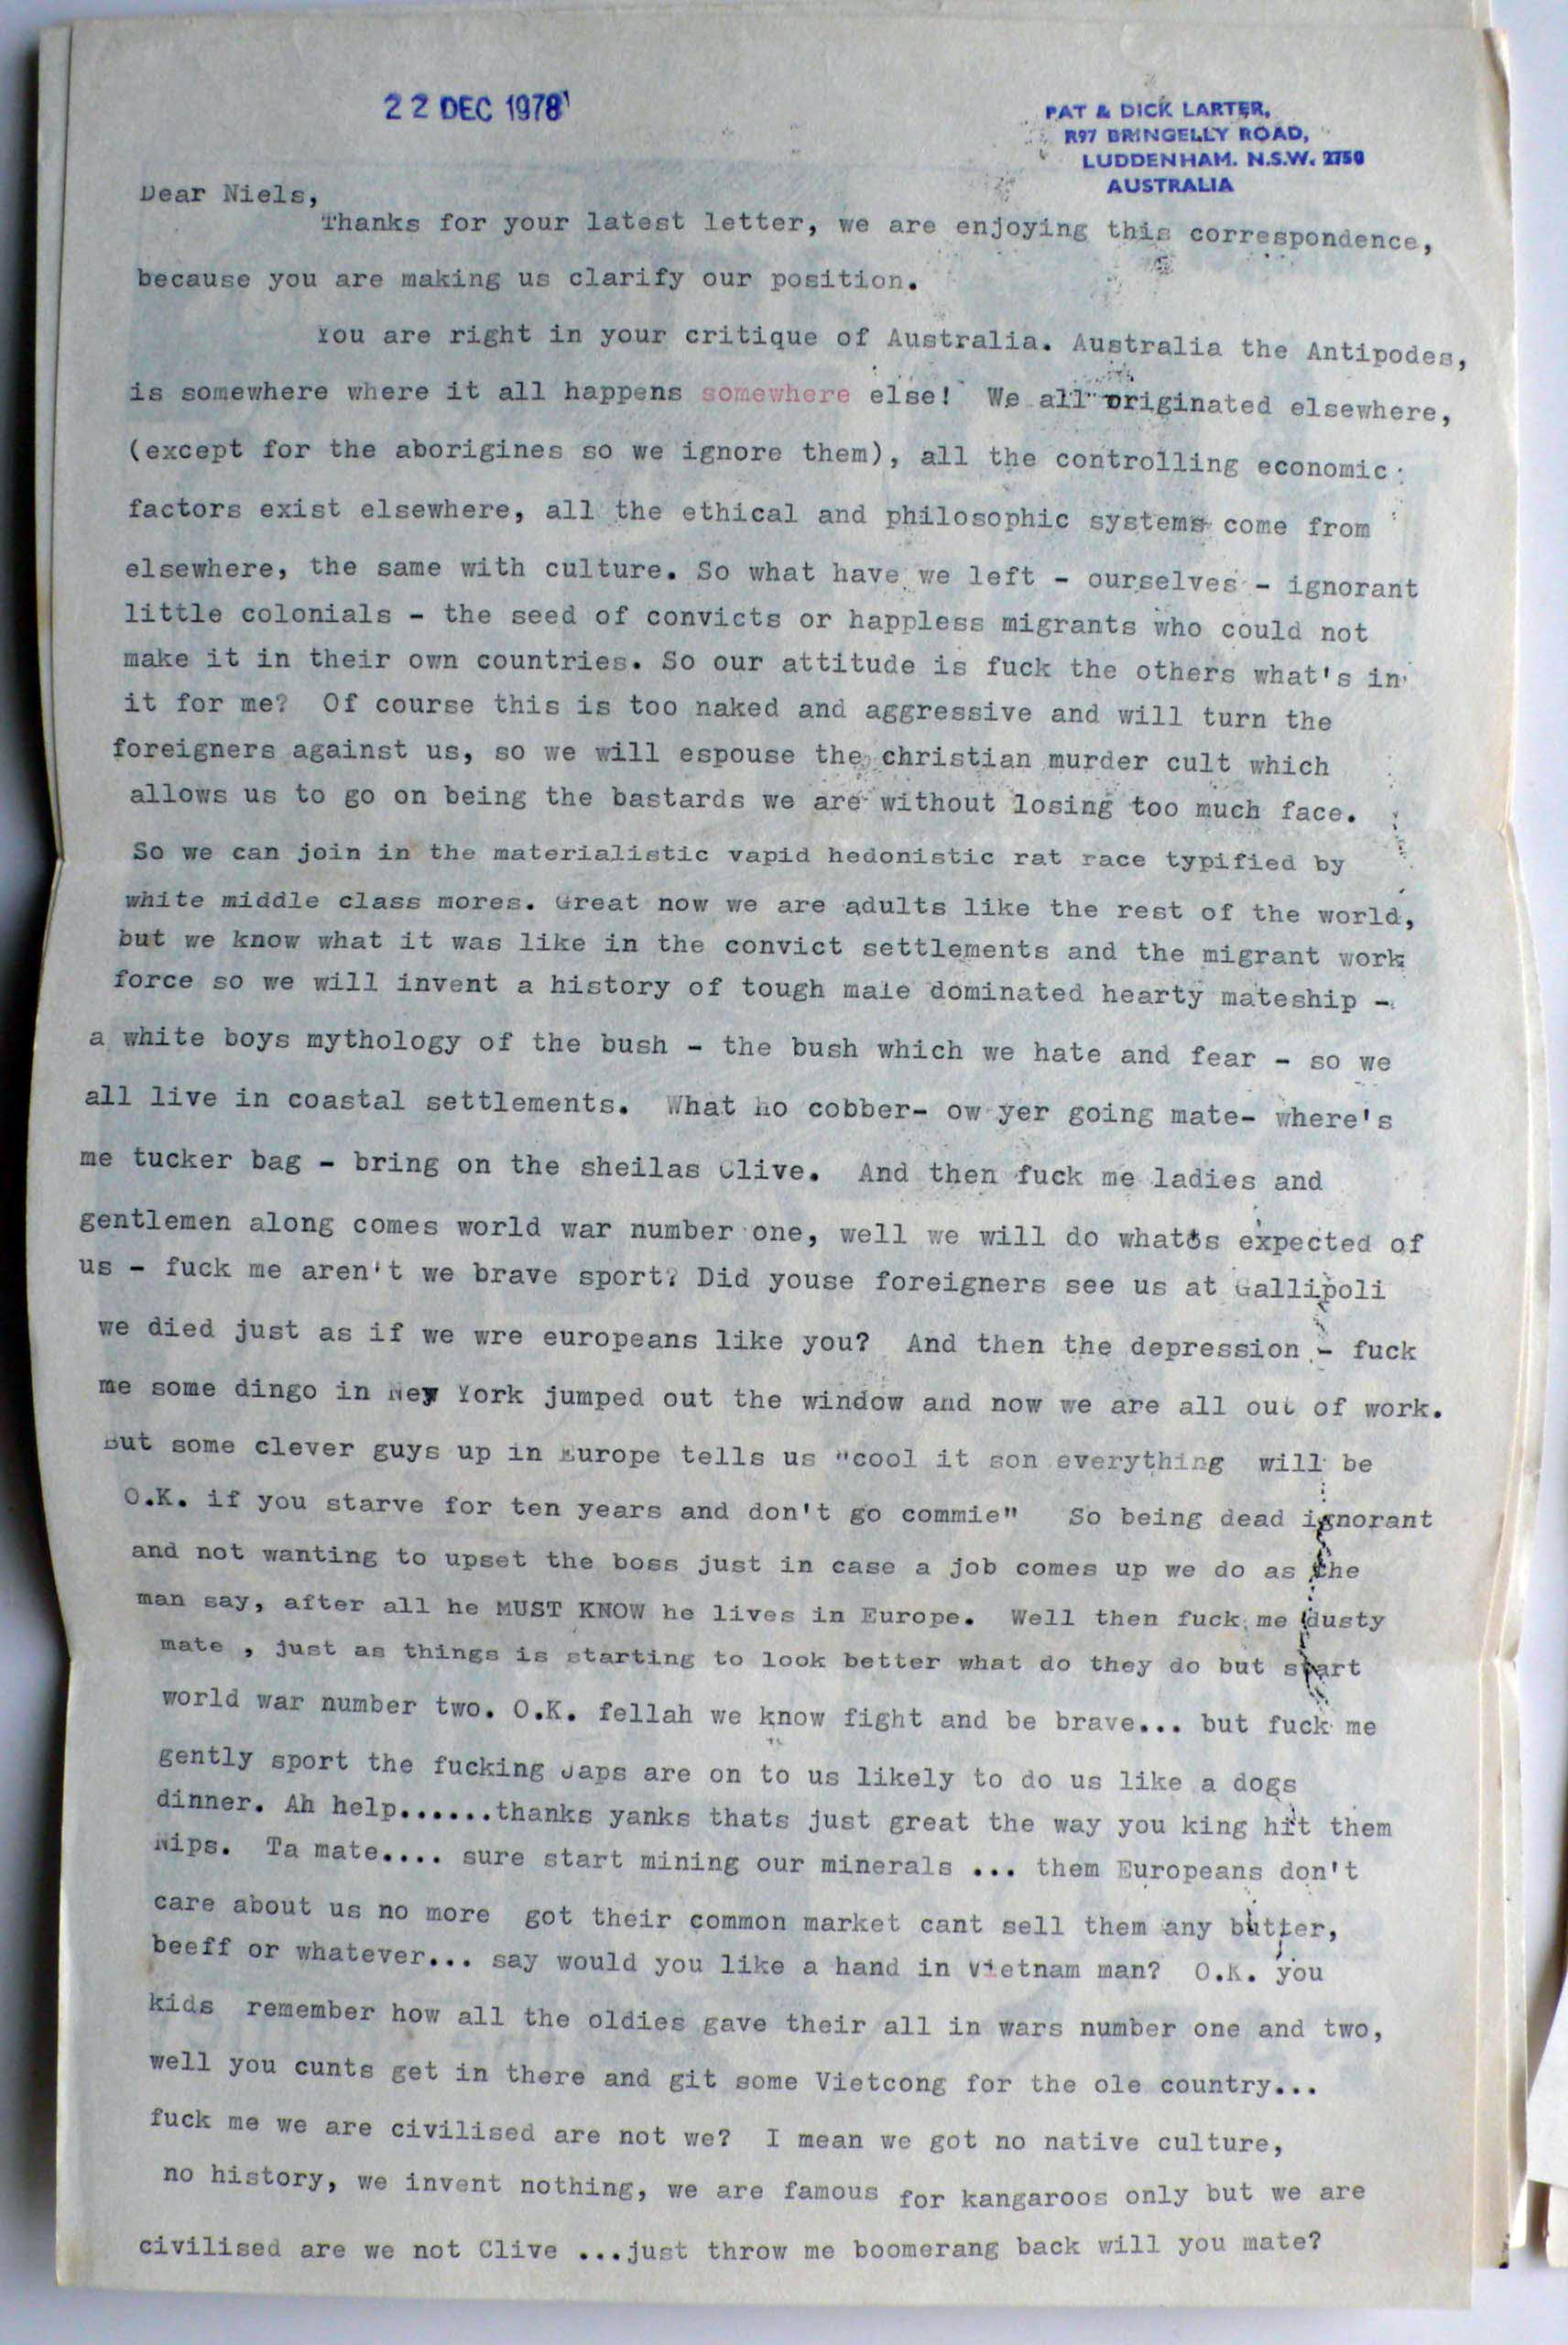 22 DEC 1978
PAT & DICK LARTER,
R97 BRINGELLY ROAD,
LUDDENHAM. N.S.W. 2750
AUSTRALIA
Dear Niels,
Thanks for your latest letter, we are enjoying this correspondence,
because you are making us clarify our position.
You are right in your critique of Australia. Australia the Antipodes,
is somewhere where it all happens somewhere else! We all originated elsewhere,
(except for the aborigines so we ignore them), all the controlling economic
factors exist elsewhere, all the ethical and philosophic systems come from
elsewhere, the same with culture. So what have we left - ourselves - ignorant
little colonials - the seed of convicts or happless migrants who could not
make it in their own countries. So our attitude is fuck the others what's in
it for me? Of course this is too naked and aggressive and will turn the
foreigners against us, so we will espouse the christian murder cult which
allows us to go on being the bastards we are without losing too much face.
So we can join in the materialistic vapid hedonistic rat race typified by
white middle class mores. Great now we are adults like the rest of the world,
but we know what it was like in the convict settlements and the migrant work
force so we will invent a history of tough male dominated hearty mateship -
a white boys mythology of the bush - the bush which we hate and fear - so we
all live in coastal settlements. What ho cobber- ow yer going mate- where's
me tucker bag - bring on the sheilas Clive. And then fuck me ladies and
gentlemen along comes world war number one, well we will do what's expected of
us - fuck me aren't we brave sport? Did youse foreigners see us at Gallipoli
we died just as if we wre europeans like you? And then the depression - fuck
me some dingo in New York jumped out the window and now we are all out of work.
But some clever guys up in Europe tells us "cool it son everything will be
O.K. if you starve for ten years and don't go commie" So being dead ignorant
and not wanting to upset the boss just in case a job comes up we do as the
man say, after all he MUST KNOW he lives in Europe. Well then fuck me dusty
mate , just as things is starting to look better what do they do but start
world war number two. O.K. fellah we know fight and be brave... but fuck me
gently sport the fucking Japs are on to us likely to do us like a dogs
dinner. Ah help......thanks yanks thats just great the way you king hit them
Nips. Ta mate.... sure start mining our minerals ... them Europeans don't
care about us no more got their common market cant sell them any butter,
beeff or whatever... say would you like a hand in Vietnam man? O.K. you
kids remember how all the oldies gave their all in wars number one and two,
well you cunts get in there and git some Vietcong for the ole country...
fuck me we are civilised are not we? I mean we got no native culture,
no history, we invent nothing, we are famous for kangaroos only but we are
civilised are we not Clive ...just throw me boomerang back will you mate?